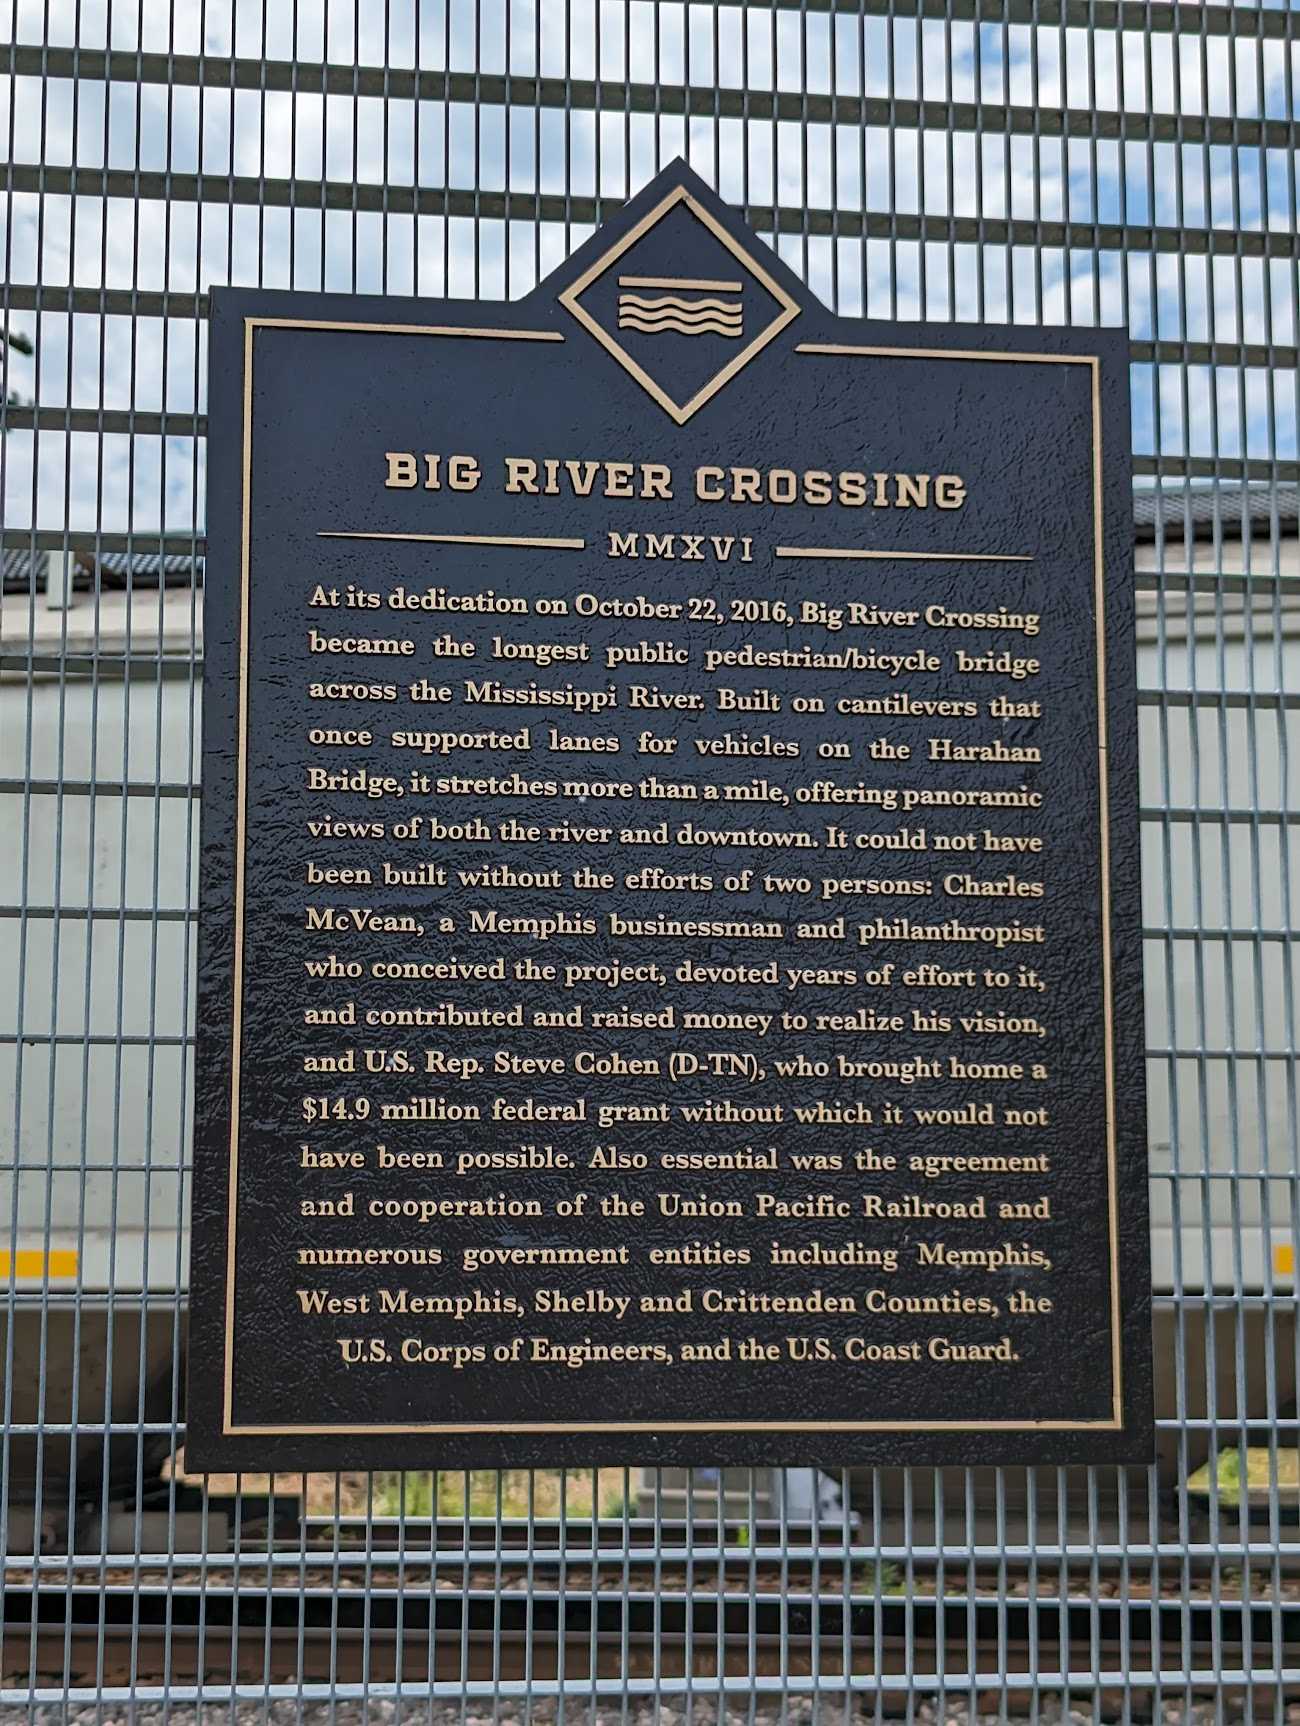 BIG RIVER CROSSING
MMXVI
At its dedication on October 22, 2016, Big River Crossing
became the longest public pedestrian/bicycle bridge
across the Mississippi River. Built on cantilevers that
once supported lanes for vehicles on the Harahan
Bridge, it stretches more than a mile, offering panoramic
views of both the river and downtown. It could not have
been built without the efforts of two persons: Charles
McVean, a Memphis businessman and philanthropist
who conceived the project, devoted years of effort to it,
and contributed and raised money to realize his vision,
and U.S. Rep. Steve Cohen (D-TN), who brought home a
$14.9 million federal grant without which it would not
have been possible. Also essential was the agreement
and cooperation of the Union Pacific Railroad and
numerous government entities including Memphis,
West Memphis, Shelby and Crittenden Counties, the
U.S. Corps of Engineers, and the U.S. Coast Guard.